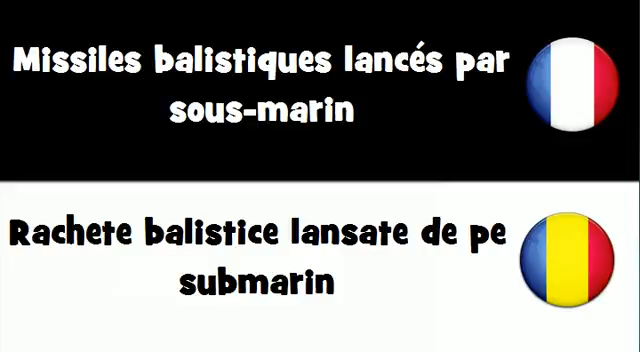 Missiles balistiques lancés par
sous-marin
Rachete balistice lansate de pe
submarin